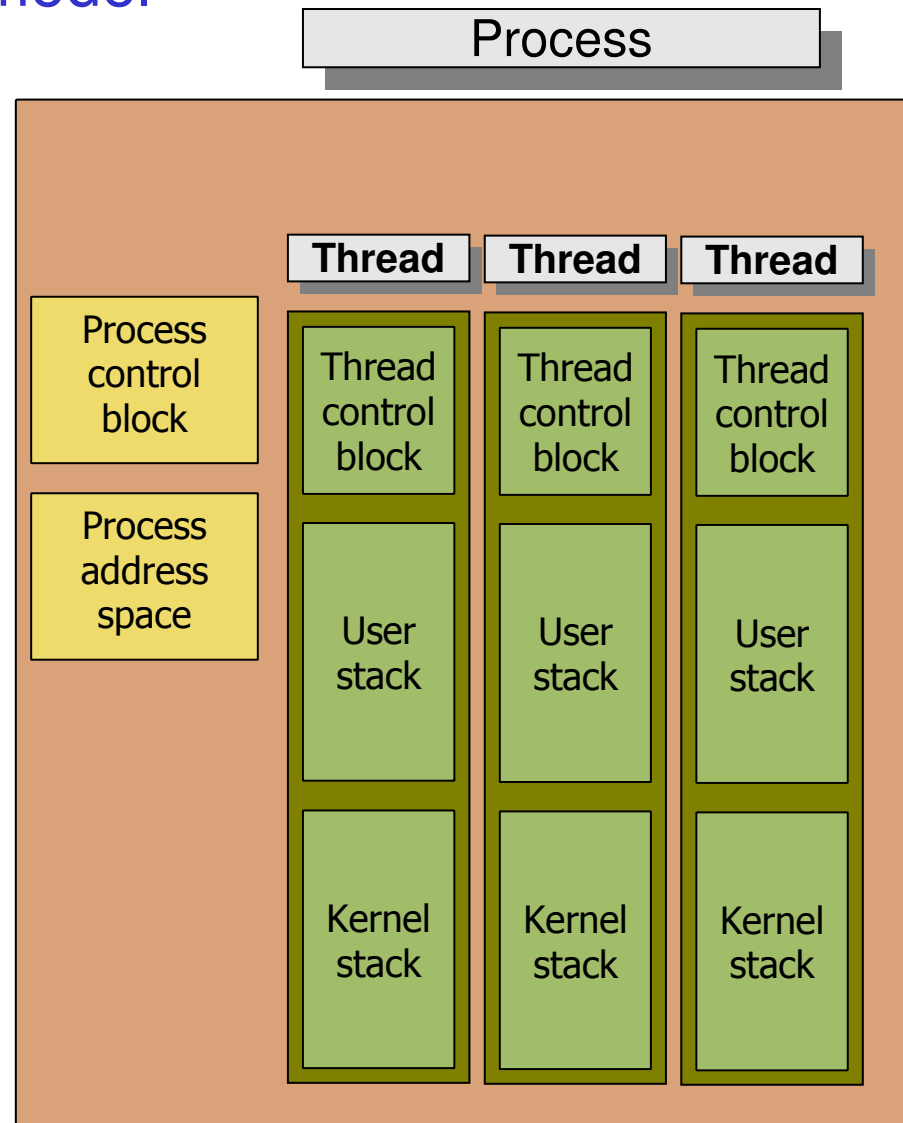 Process
Thread
Thread
Thread
Process
control
block
Process
address
space
Thread
control
block
User
stack
Kernel
stack
Thread
control
block
User
stack
Kernel
stack
Thread
control
block
User
stack
Kernel
stack